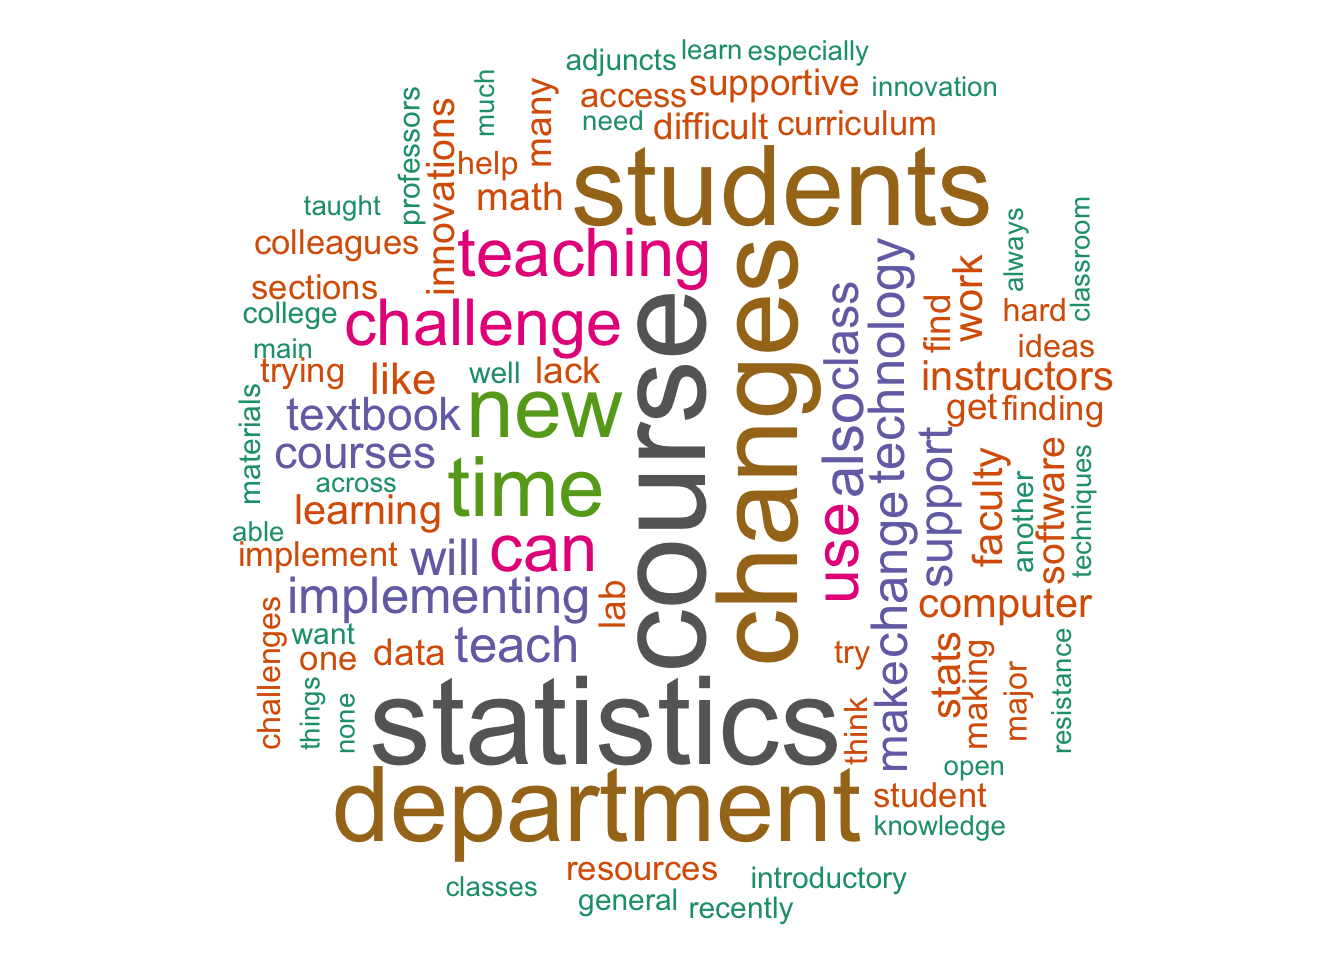 adjuncts
learn
especially
access
supportive
innovation
need
difficult
curriculum
professors
innovations
much
many
help
math
students
taught
colleagues
teaching
sections
college
challenge
main
trying
like
well
lack
textbook
new
materials
courses
across
time
learning
able
implement
will
can
implementing
lab
challenges
want
one
data
teach
things
none
course
changes
use
also
class
technology
change
make
support
find
work
always
classroom
hard
ideas
instructors
get
finding
faculty
another
software
techniques
computer
try
think
stats
making
major
resistance
statistics
open
department
student
knowledge
resources
introductory
classes
general
recently